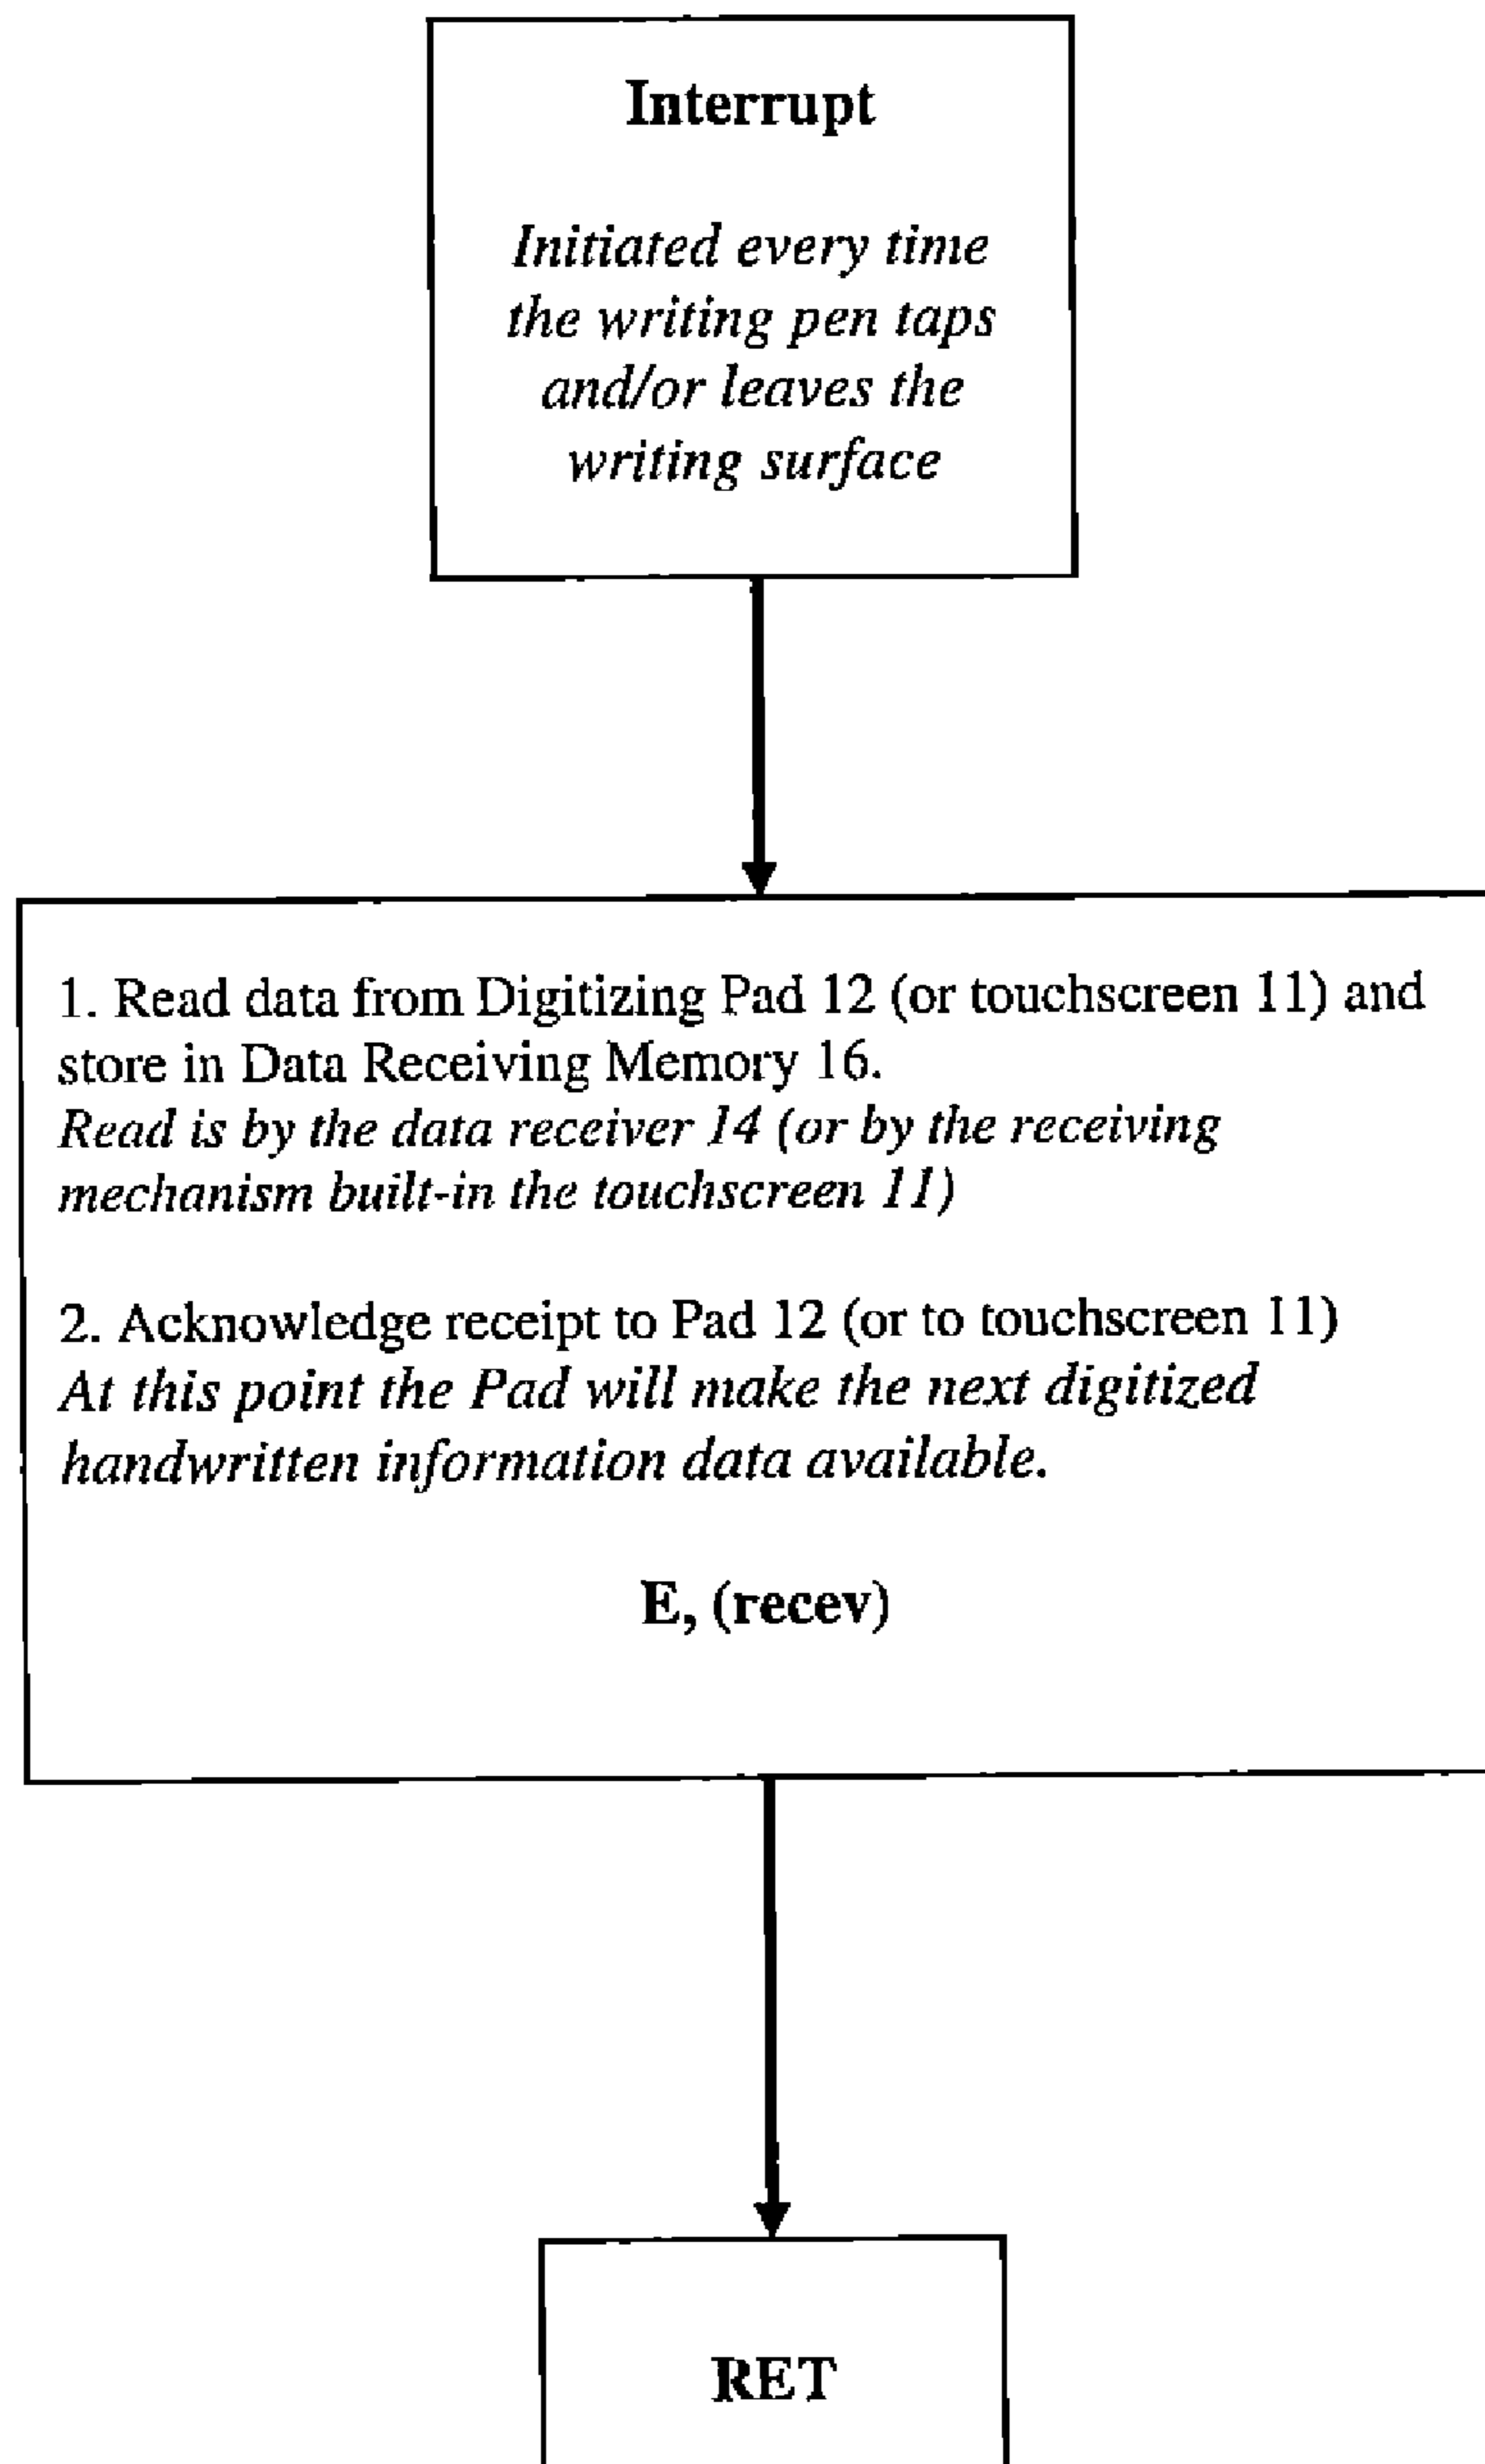 Interrupt
Initiated every time
the writing pen taps
and/or leaves the
writing surface
1. Read data from Digitizing Pad 12 (or touchscreen 11) and
store in Data Receiving Memory 16.
Read is by the data receiver 14 (or by the receiving
mechanism built-in the touchscreen 11)
2. Acknowledge receipt to Pad 12 (or to touchscreen 11)
At this point the Pad will make the next digitized
handwritten information data available.
E, (recev)
RET